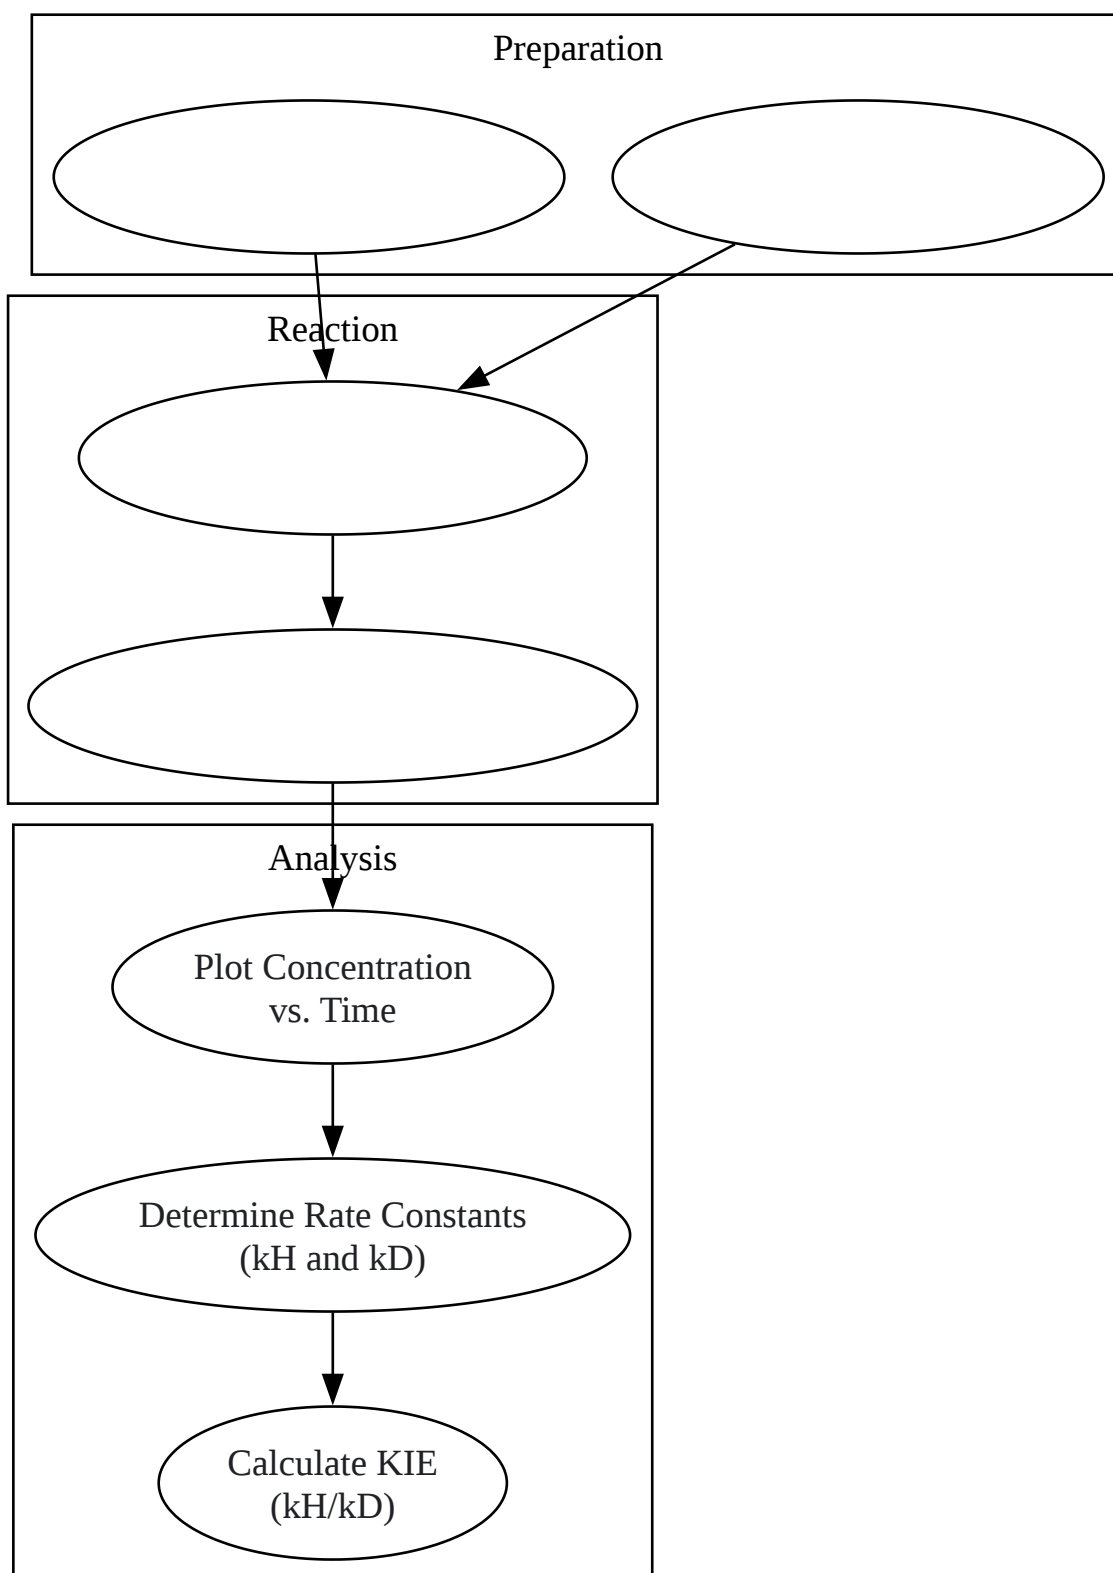 Preparation
Reaction
Analysis
Plot Concentration
vs. Time
Determine Rate Constants
(kH and kD)
Calculate KIE
(kH/kD)